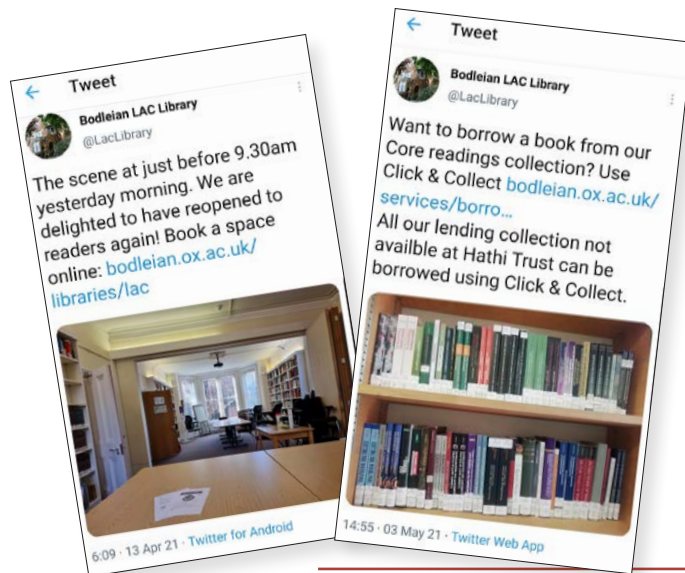 Tweet
Bodleian LAC Library
@LacLibrary
The scene at just before 9.30am
yesterday morning. We are
delighted to have reopened to
readers again! Book a space
online: bodleian.ox.ac.uk/
libraries/lac
6:09 · 13 Apr 21 · Twitter for Android
Tweet
Bodleian LAC Library
@LacLibrary
Want to borrow a book from our
Core readings collection? Use
Click & Collect bodleian.ox.ac.uk/
services/borro...
All our lending collection not
availble at Hathi Trust can be
borrowed using Click & Collect.
14:55 · 03 May 21 · Twitter Web App